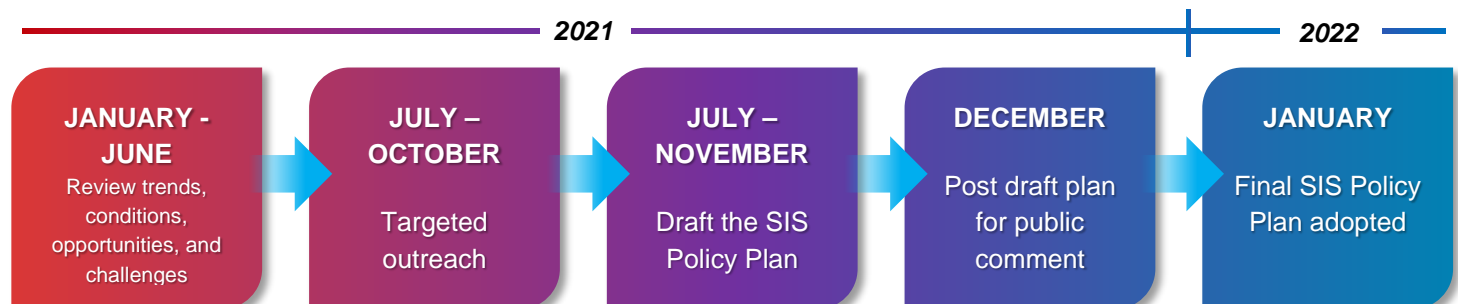 2021
2022
JANUARY -
JUNE
Review trends,
conditions,
opportunities, and
challenges
JULY –
OCTOBER
Targeted
outreach
JULY –
NOVEMBER
Draft the SIS
Policy Plan
DECEMBER
Post draft plan
for public
comment
JANUARY
Final SIS Policy
Plan adopted